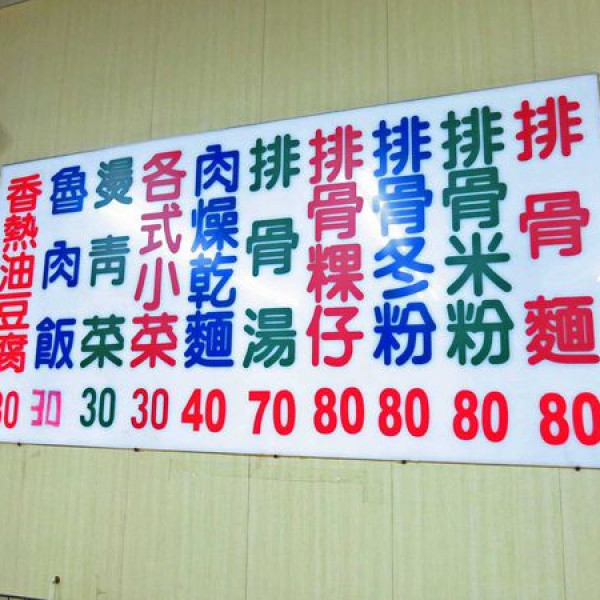 排骨麵 80
排骨米粉 80
排骨冬粉 80
排骨粿仔 80
排骨湯 70
肉燥乾麵 40
各式小菜 30
燙青菜 30
魯肉飯 30
香熱油豆腐